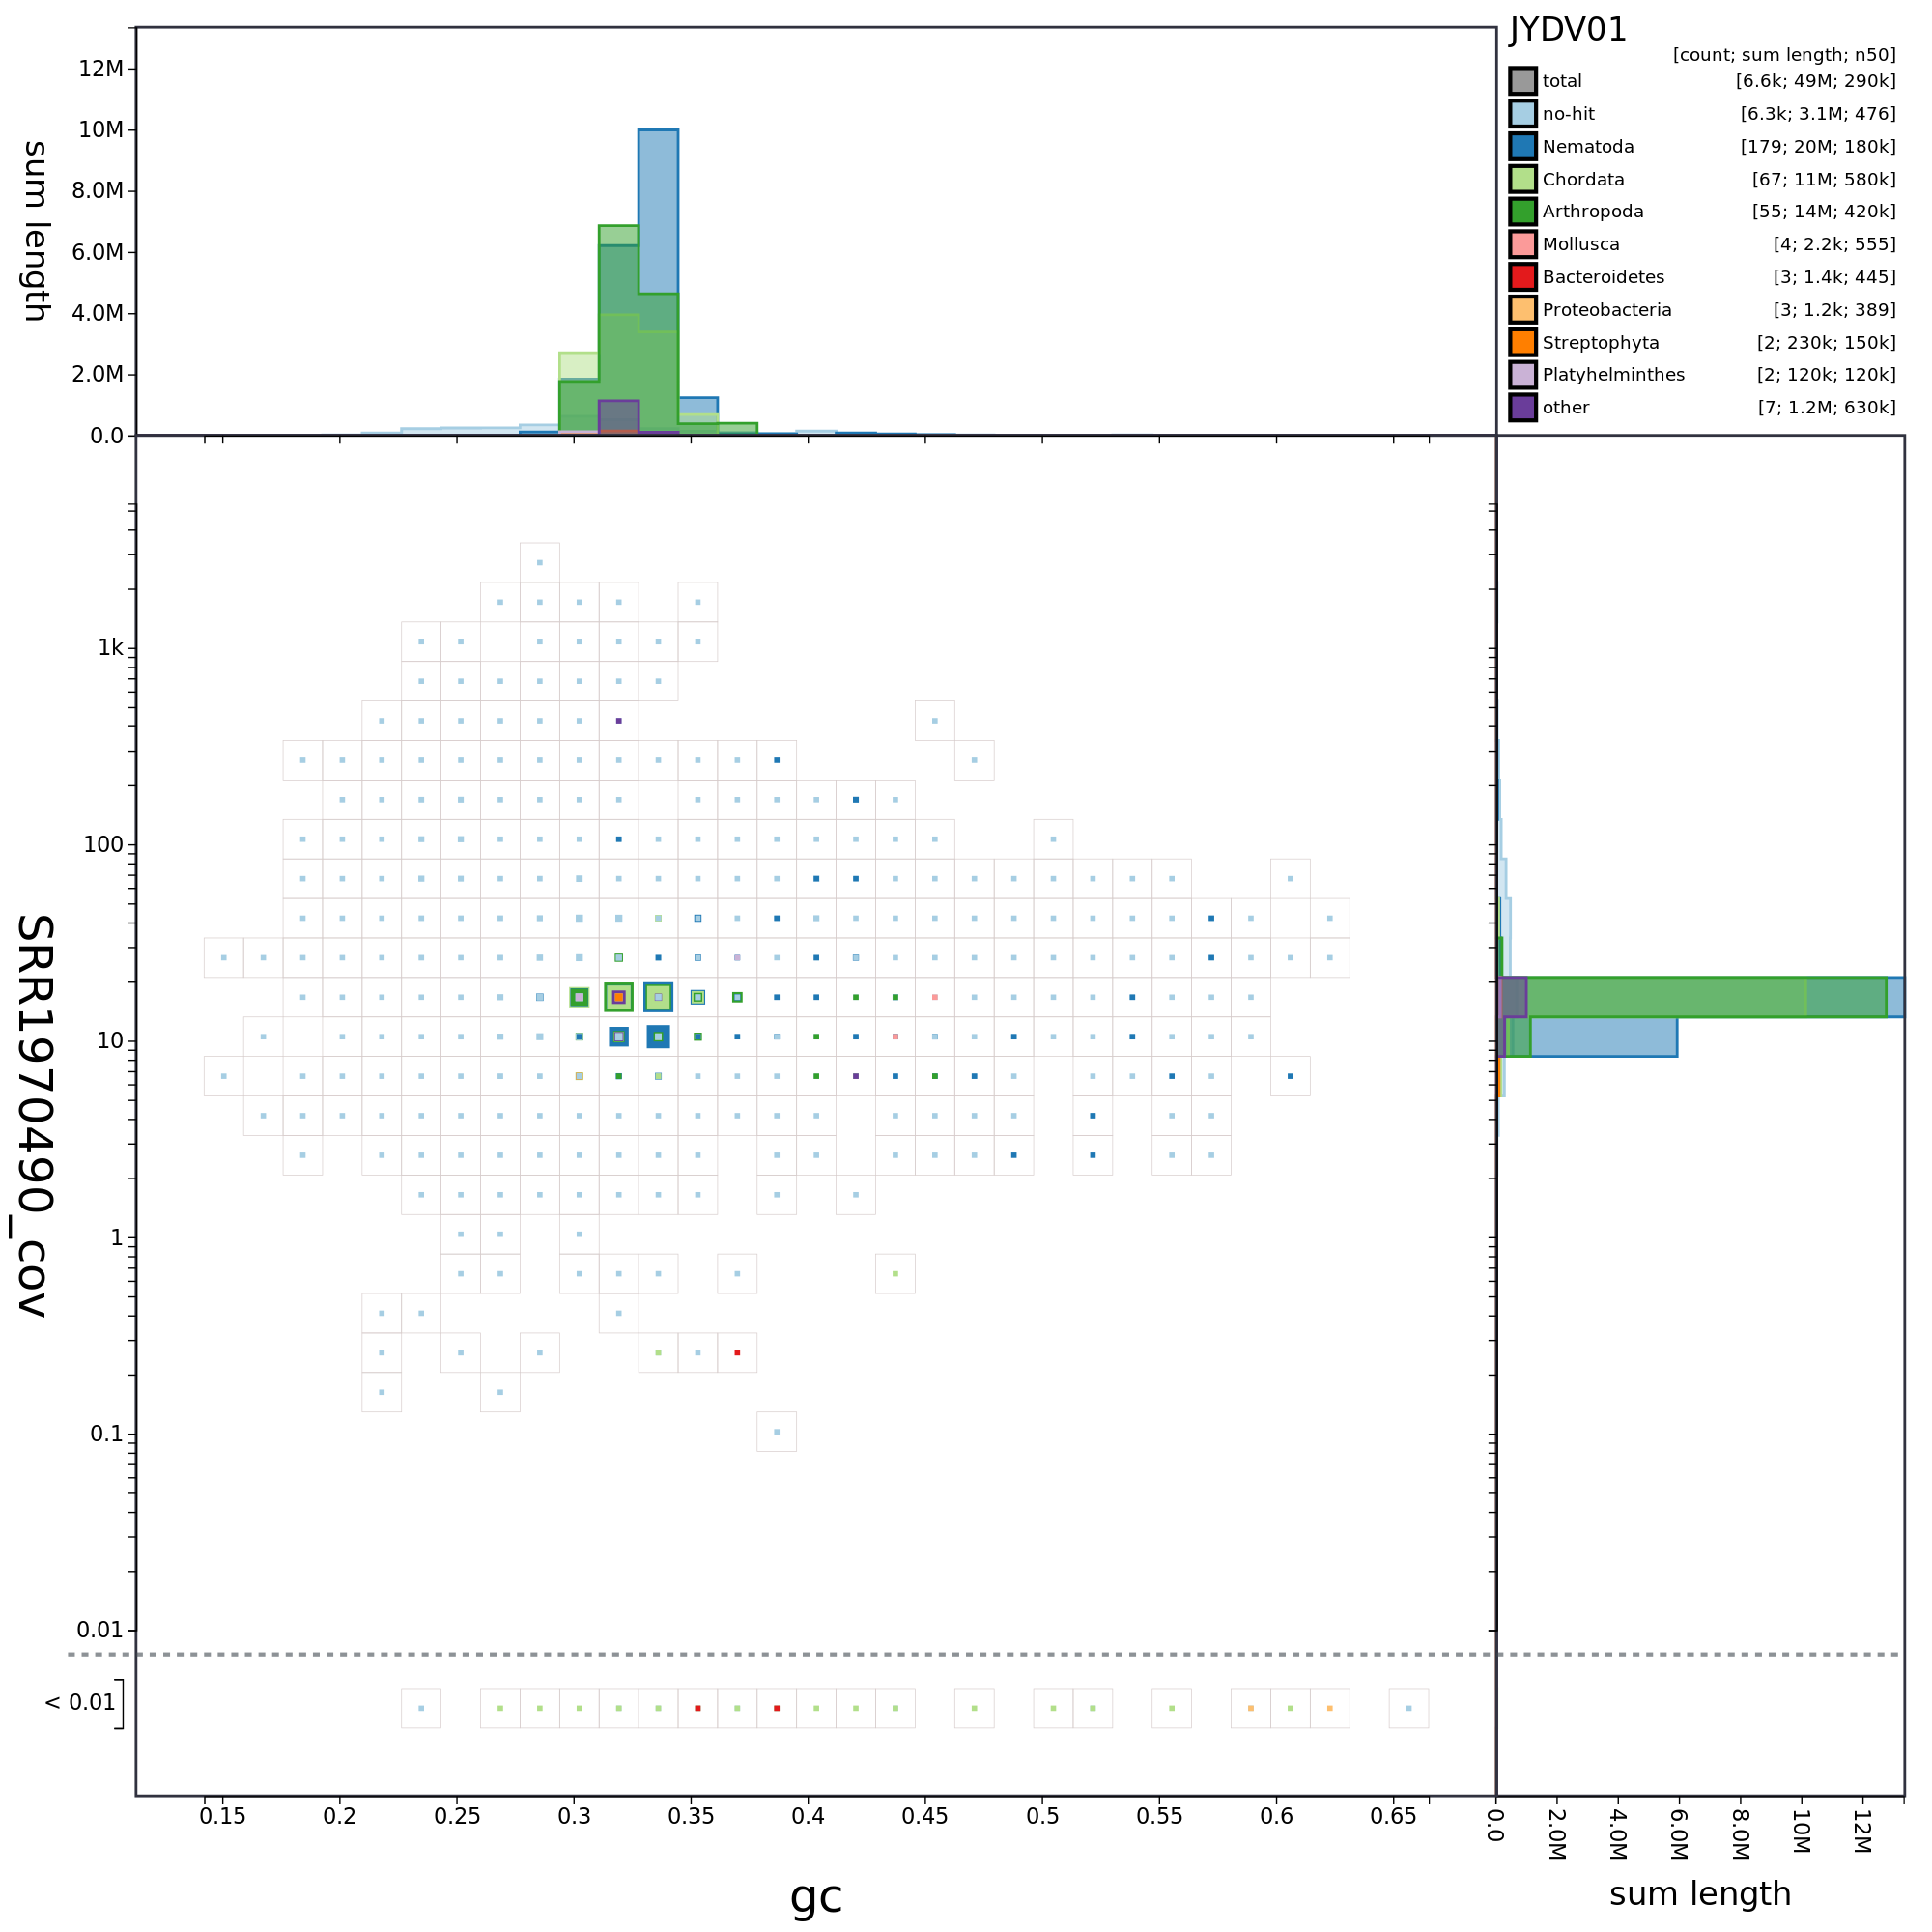 JYDV01
[count; sum length; n50]
total [6.6k; 49M; 290k]
no-hit [6.3k; 3.1M; 476]
Nematoda [179; 20M; 180k]
Chordata [67; 11M; 580k]
Arthropoda [55; 14M; 420k]
Mollusca [4; 2.2k; 555]
Bacteroidetes [3; 1.4k; 445]
Proteobacteria [3; 1.2k; 389]
Streptophyta [2; 230k; 150k]
Platyhelminthes [2; 120k; 120k]
other [7; 1.2M; 630k]
sum length
12M
10M
8.0M
6.0M
4.0M
2.0M
0.0
SRR1970490_cov
1k
100
10
1
0.1
0.01
< 0.01
0.15 0.2 0.25 0.3 0.35 0.4 0.45 0.5 0.55 0.6 0.65
gc
0.0 2.0M 4.0M 6.0M 8.0M 10M 12M
sum length